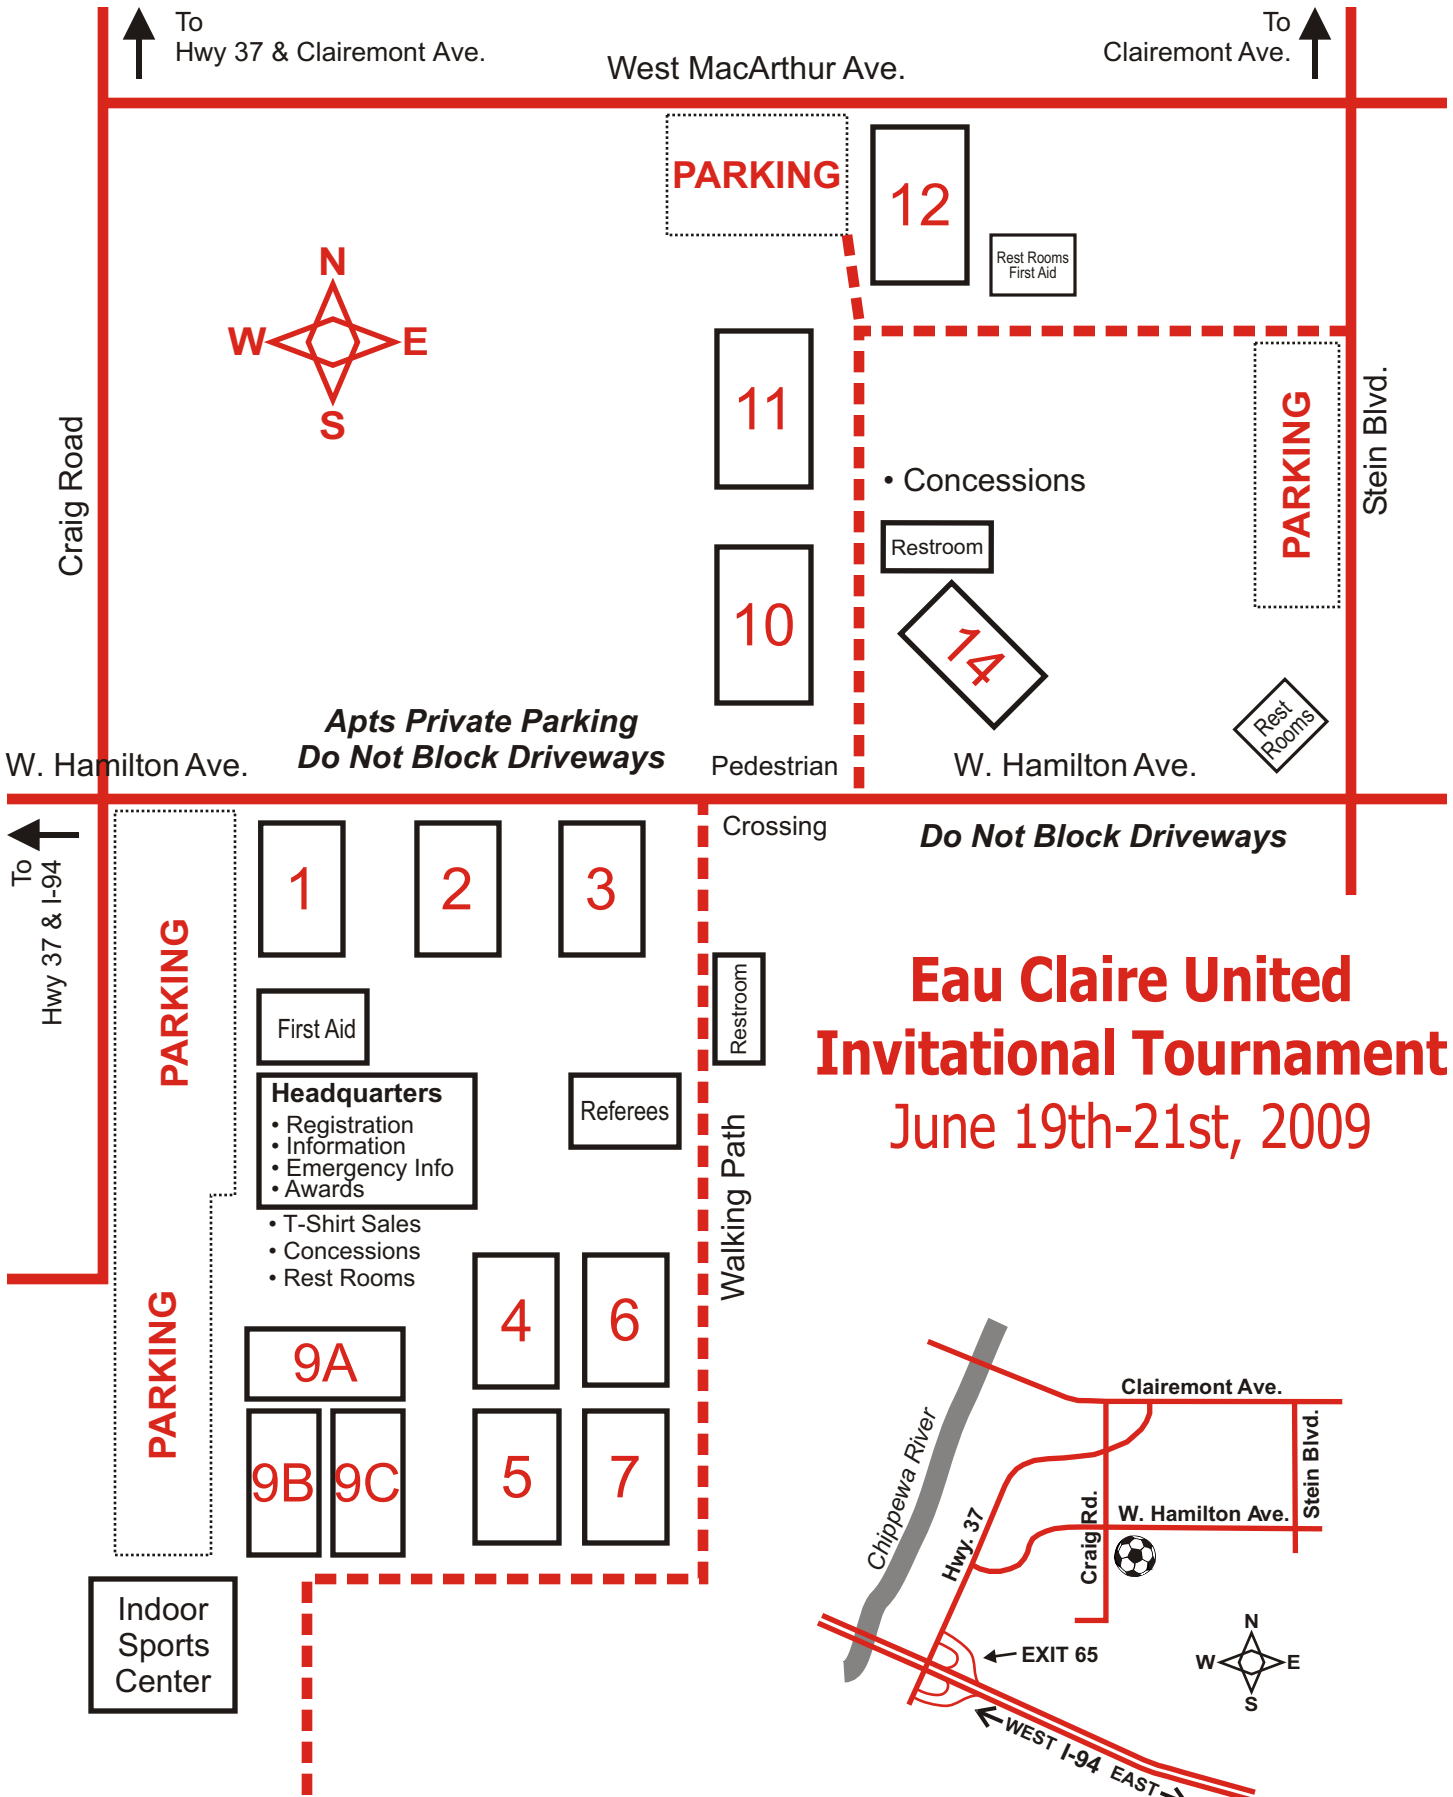 To
Hwy 37 & Clairemont Ave.
To
Clairemont Ave.
West MacArthur Ave.
PARKING
12
Rest Rooms
First Aid
N
W
E
S
11
PARKING
Stein Blvd.
Craig Road
• Concessions
Restroom
10
14
Rest
Rooms
Apts Private Parking
Do Not Block Driveways
W. Hamilton Ave.
Pedestrian
W. Hamilton Ave.
Crossing
Do Not Block Driveways
To
Hwy 37 & I-94
1
2
3
PARKING
First Aid
Restroom
Eau Claire United
Invitational Tournament
June 19th-21st, 2009
Headquarters
• Registration
• Information
• Emergency Info
• Awards
Referees
• T-Shirt Sales
• Concessions
• Rest Rooms
Walking Path
4
6
PARKING
9A
9B
9C
5
7
Indoor
Sports
Center
Clairemont Ave.
Chippewa River
Stein Blvd.
Hwy. 37
Craig Rd.
W. Hamilton Ave.
EXIT 65
N
W
E
S
WEST I-94 EAST